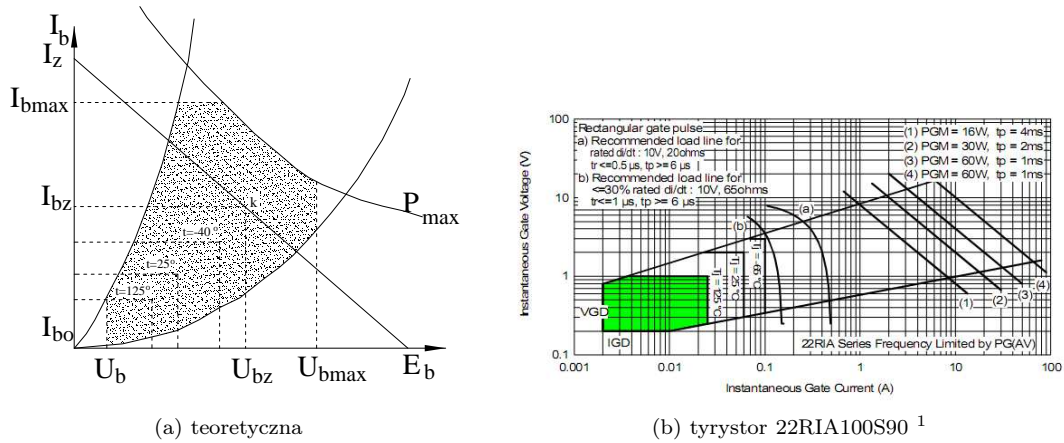 I_b
I_z
I_bmax
I_bz
I_bo
k
P_max
t=-40°
t=25°
t=125°
U_b
U_bz
U_bmax
E_b
(a) teoretyczna
Instantaneous Gate Voltage (V)
100
10
1
0.1
Rectangular gate pulse
a) Recommended load line for
rated di/dt : 10V, 20ohms
tr <=0.5 µs, tp >= 6 µs
b) Recommended load line for
<=30% rated di/dt : 10V, 65ohms
tr<=1 µs, tp >= 6 µs
(1) PGM = 16W, tp = 4ms
(2) PGM = 30W, tp = 2ms
(3) PGM = 60W, tp = 1ms
(4) PGM = 60W, tp = 1ms
(a)
(b)
Tj = 25 °C
VGD
IGD
(1)
(2)
(3)
(4)
22RIA Series Frequency Limited by PG(AV)
0.001
0.01
0.1
1
10
100
Instantaneous Gate Current (A)
(b) tyrystor 22RIA100S90 ¹